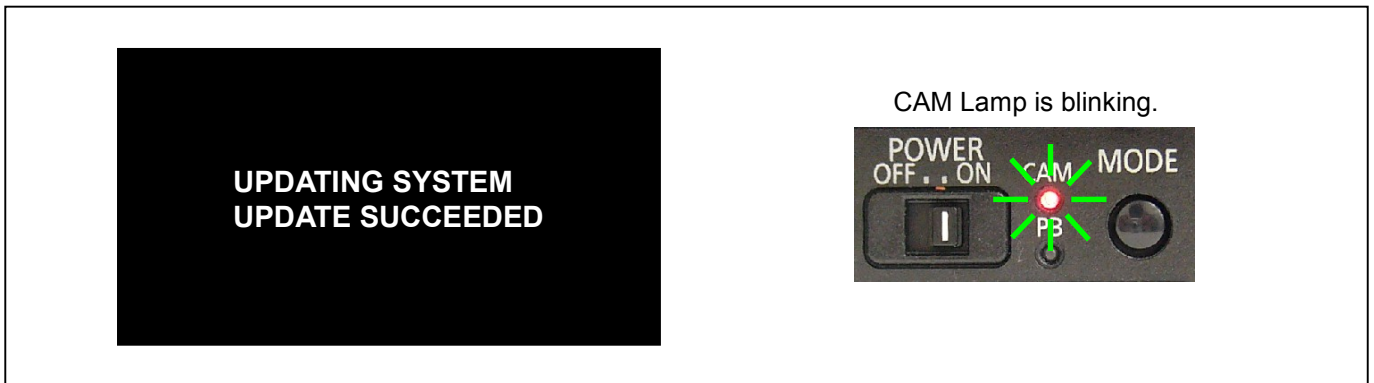 UPDATING SYSTEM
UPDATE SUCCEEDED
CAM Lamp is blinking.
POWER
OFF . . ON
CAM
MODE
PB